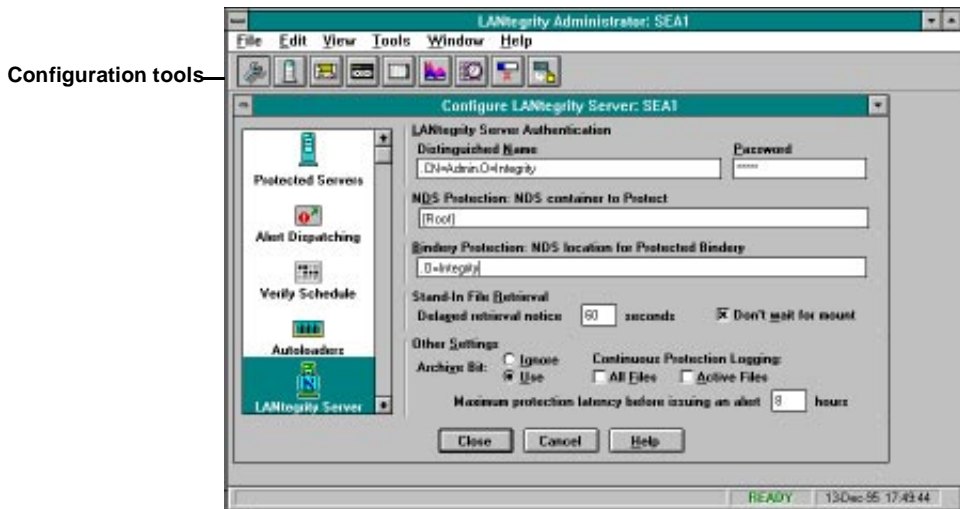 LANtegrity Administrator: SEA1
File Edit View Tools Window Help
Configuration tools
Configure LANtegrity Server: SEA1
Protected Servers
Alert Dispatching
Verify Schedule
Autoloaders
LANtegrity Server
LANtegrity Server Authentication
Distinguished Name Password
.CN=Admin.O=Integrity *****
NDS Protection: NDS container to Protect
[Root]
Bindery Protection: NDS location for Protected Bindery
.O=Integrity
Stand-In File Retrieval
Delayed retrieval notice 60 seconds Don't wait for mount
Other Settings
Archive Bit: Ignore Use
Continuous Protection Logging:
All Files Active Files
Maximum protection latency before issuing an alert 8 hours
Close Cancel Help
READY 13-Dec-95 17:49:44